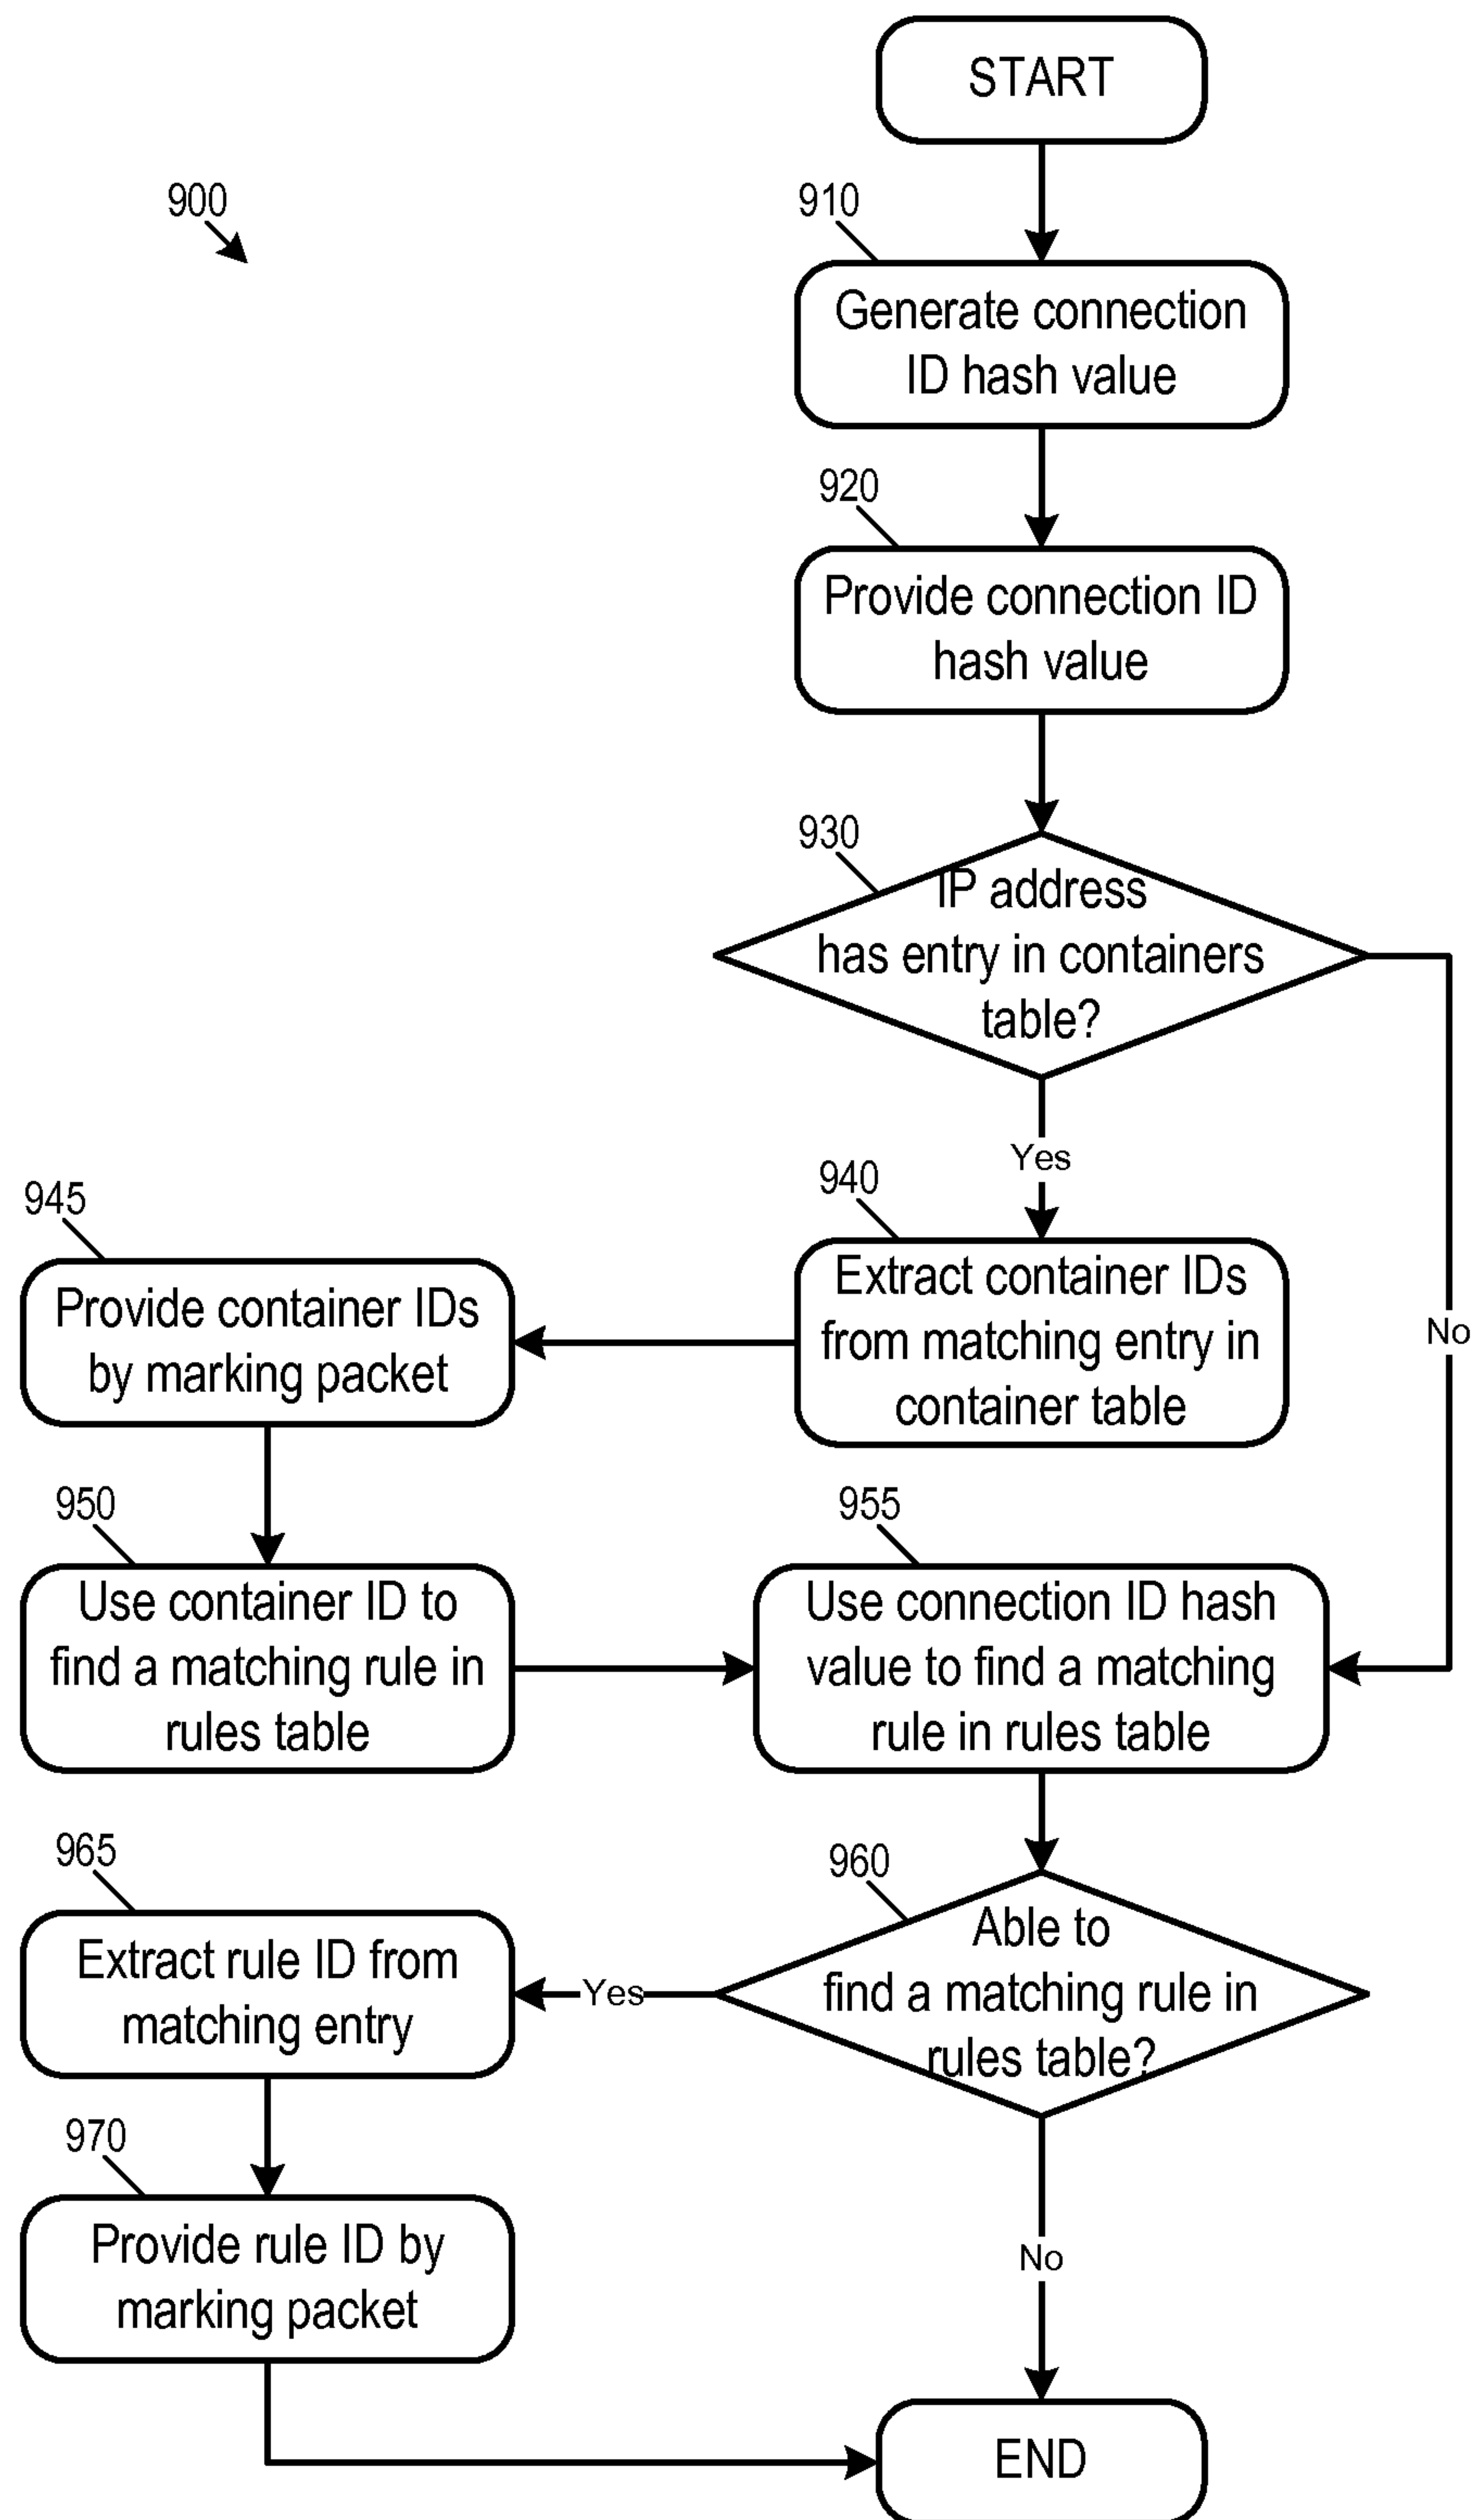 START
900
910
Generate connection
ID hash value
920
Provide connection ID
hash value
930
IP address
has entry in containers
table?
Yes
No
940
Extract container IDs
from matching entry in
container table
945
Provide container IDs
by marking packet
950
Use container ID to
find a matching rule in
rules table
955
Use connection ID hash
value to find a matching
rule in rules table
960
Able to
find a matching rule in
rules table?
Yes
965
Extract rule ID from
matching entry
970
Provide rule ID by
marking packet
No
END